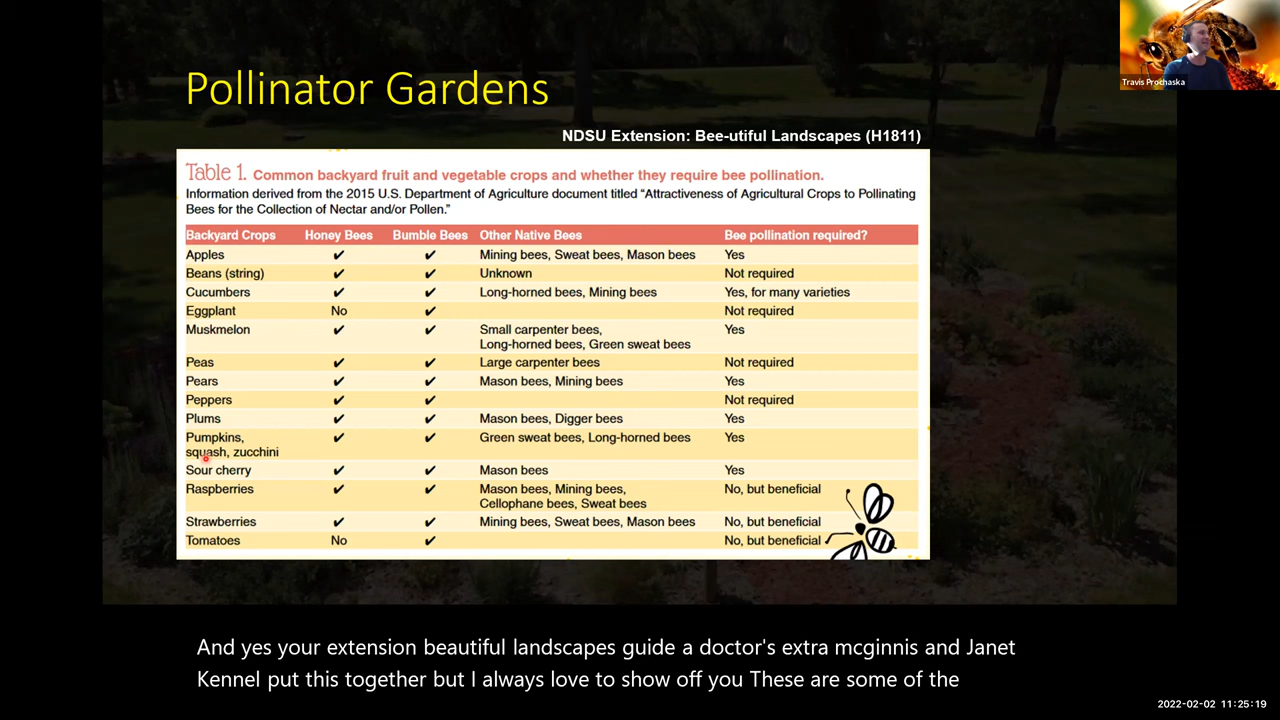 Pollinator Gardens
Travis Prochaska
NDSU Extension: Bee-utiful Landscapes (H1811)
Table 1. Common backyard fruit and vegetable crops and whether they require bee pollination.
Information derived from the 2015 U.S. Department of Agriculture document titled “Attractiveness of Agricultural Crops to Pollinating
Bees for the Collection of Nectar and/or Pollen.”
Backyard Crops Honey Bees Bumble Bees Other Native Bees Bee pollination required?
Apples ✔ ✔ Mining bees, Sweat bees, Mason bees Yes
Beans (string) ✔ ✔ Unknown Not required
Cucumbers ✔ ✔ Long-horned bees, Mining bees Yes, for many varieties
Eggplant No ✔ Not required
Muskmelon ✔ ✔ Small carpenter bees, Yes
Long-horned bees, Green sweat bees
Peas ✔ ✔ Large carpenter bees Not required
Pears ✔ ✔ Mason bees, Mining bees Yes
Peppers ✔ ✔ Not required
Plums ✔ ✔ Mason bees, Digger bees Yes
Pumpkins, ✔ ✔ Green sweat bees, Long-horned bees Yes
squash, zucchini
Sour cherry ✔ ✔ Mason bees Yes
Raspberries ✔ ✔ Mason bees, Mining bees, No, but beneficial
Cellophane bees, Sweat bees
Strawberries ✔ ✔ Mining bees, Sweat bees, Mason bees No, but beneficial
Tomatoes No ✔ No, but beneficial
And yes your extension beautiful landscapes guide a doctor's extra mcginnis and Janet
Kennel put this together but I always love to show off you These are some of the
2022-02-02 11:25:19